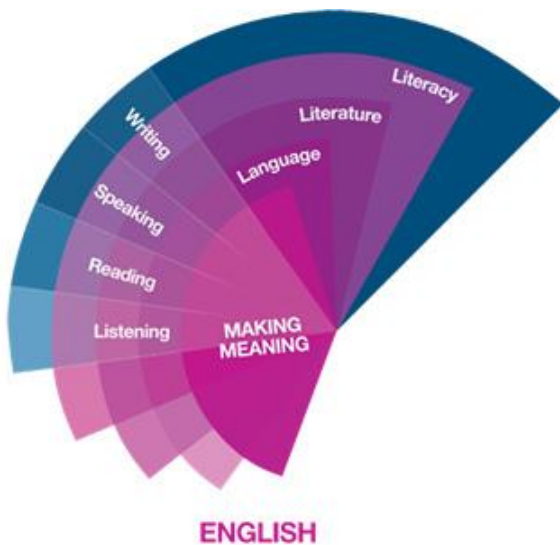 Literacy
Literature
Language
Writing
Speaking
Reading
Listening
MAKING
MEANING
ENGLISH